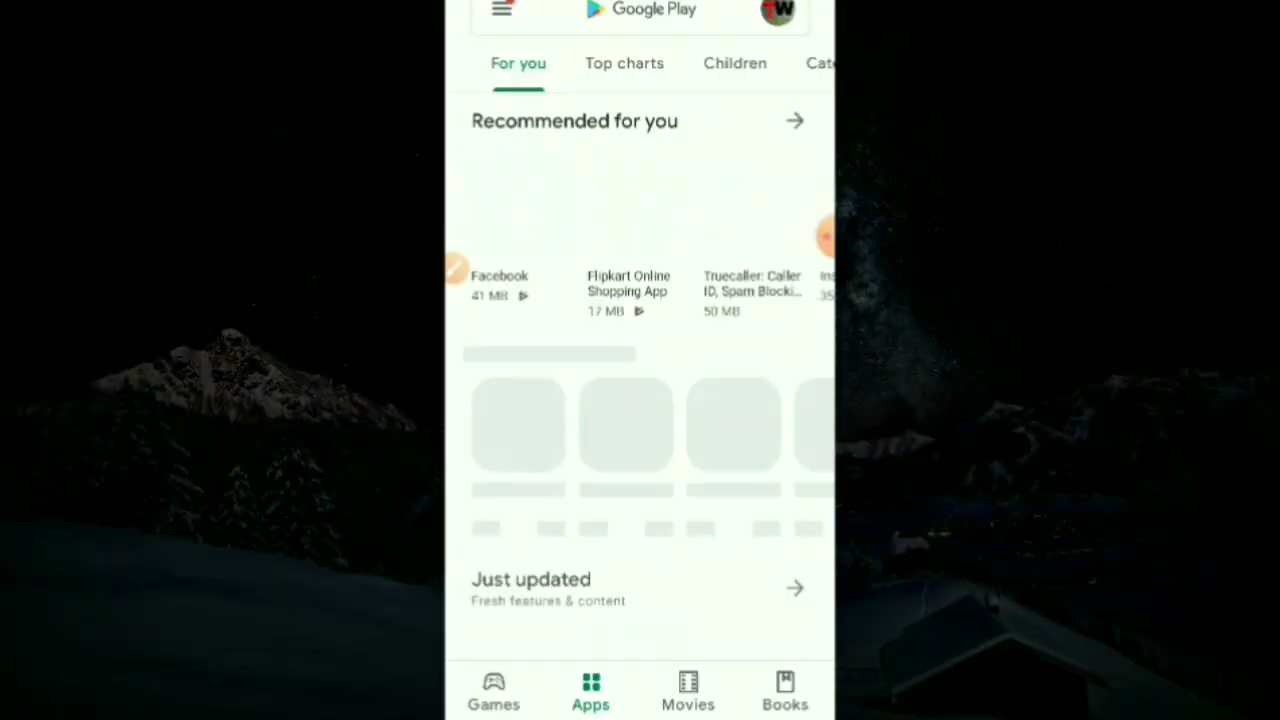 Google Play
TW
For you
Top charts
Children
Recommended for you
Facebook
41 MB
Flipkart Online
Shopping App
17 MB
Truecaller: Caller
ID, Spam Blocki...
50 MB
Just updated
Fresh features & content
Games
Apps
Movies
Books